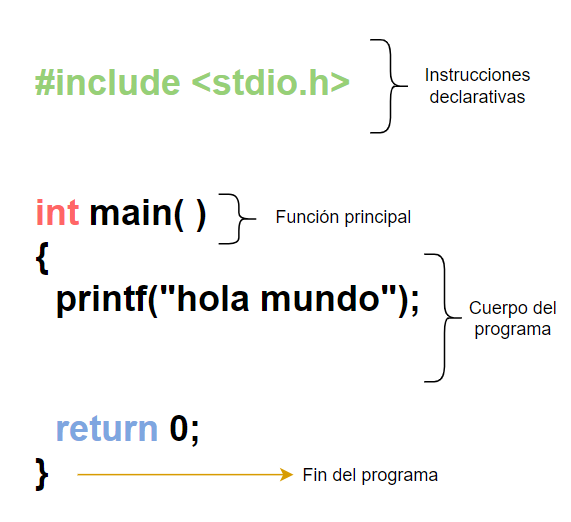 #include <stdio.h>
Instrucciones
declarativas
int main( )
Función principal
{
printf("hola mundo");
Cuerpo del
programa
return 0;
}
Fin del programa